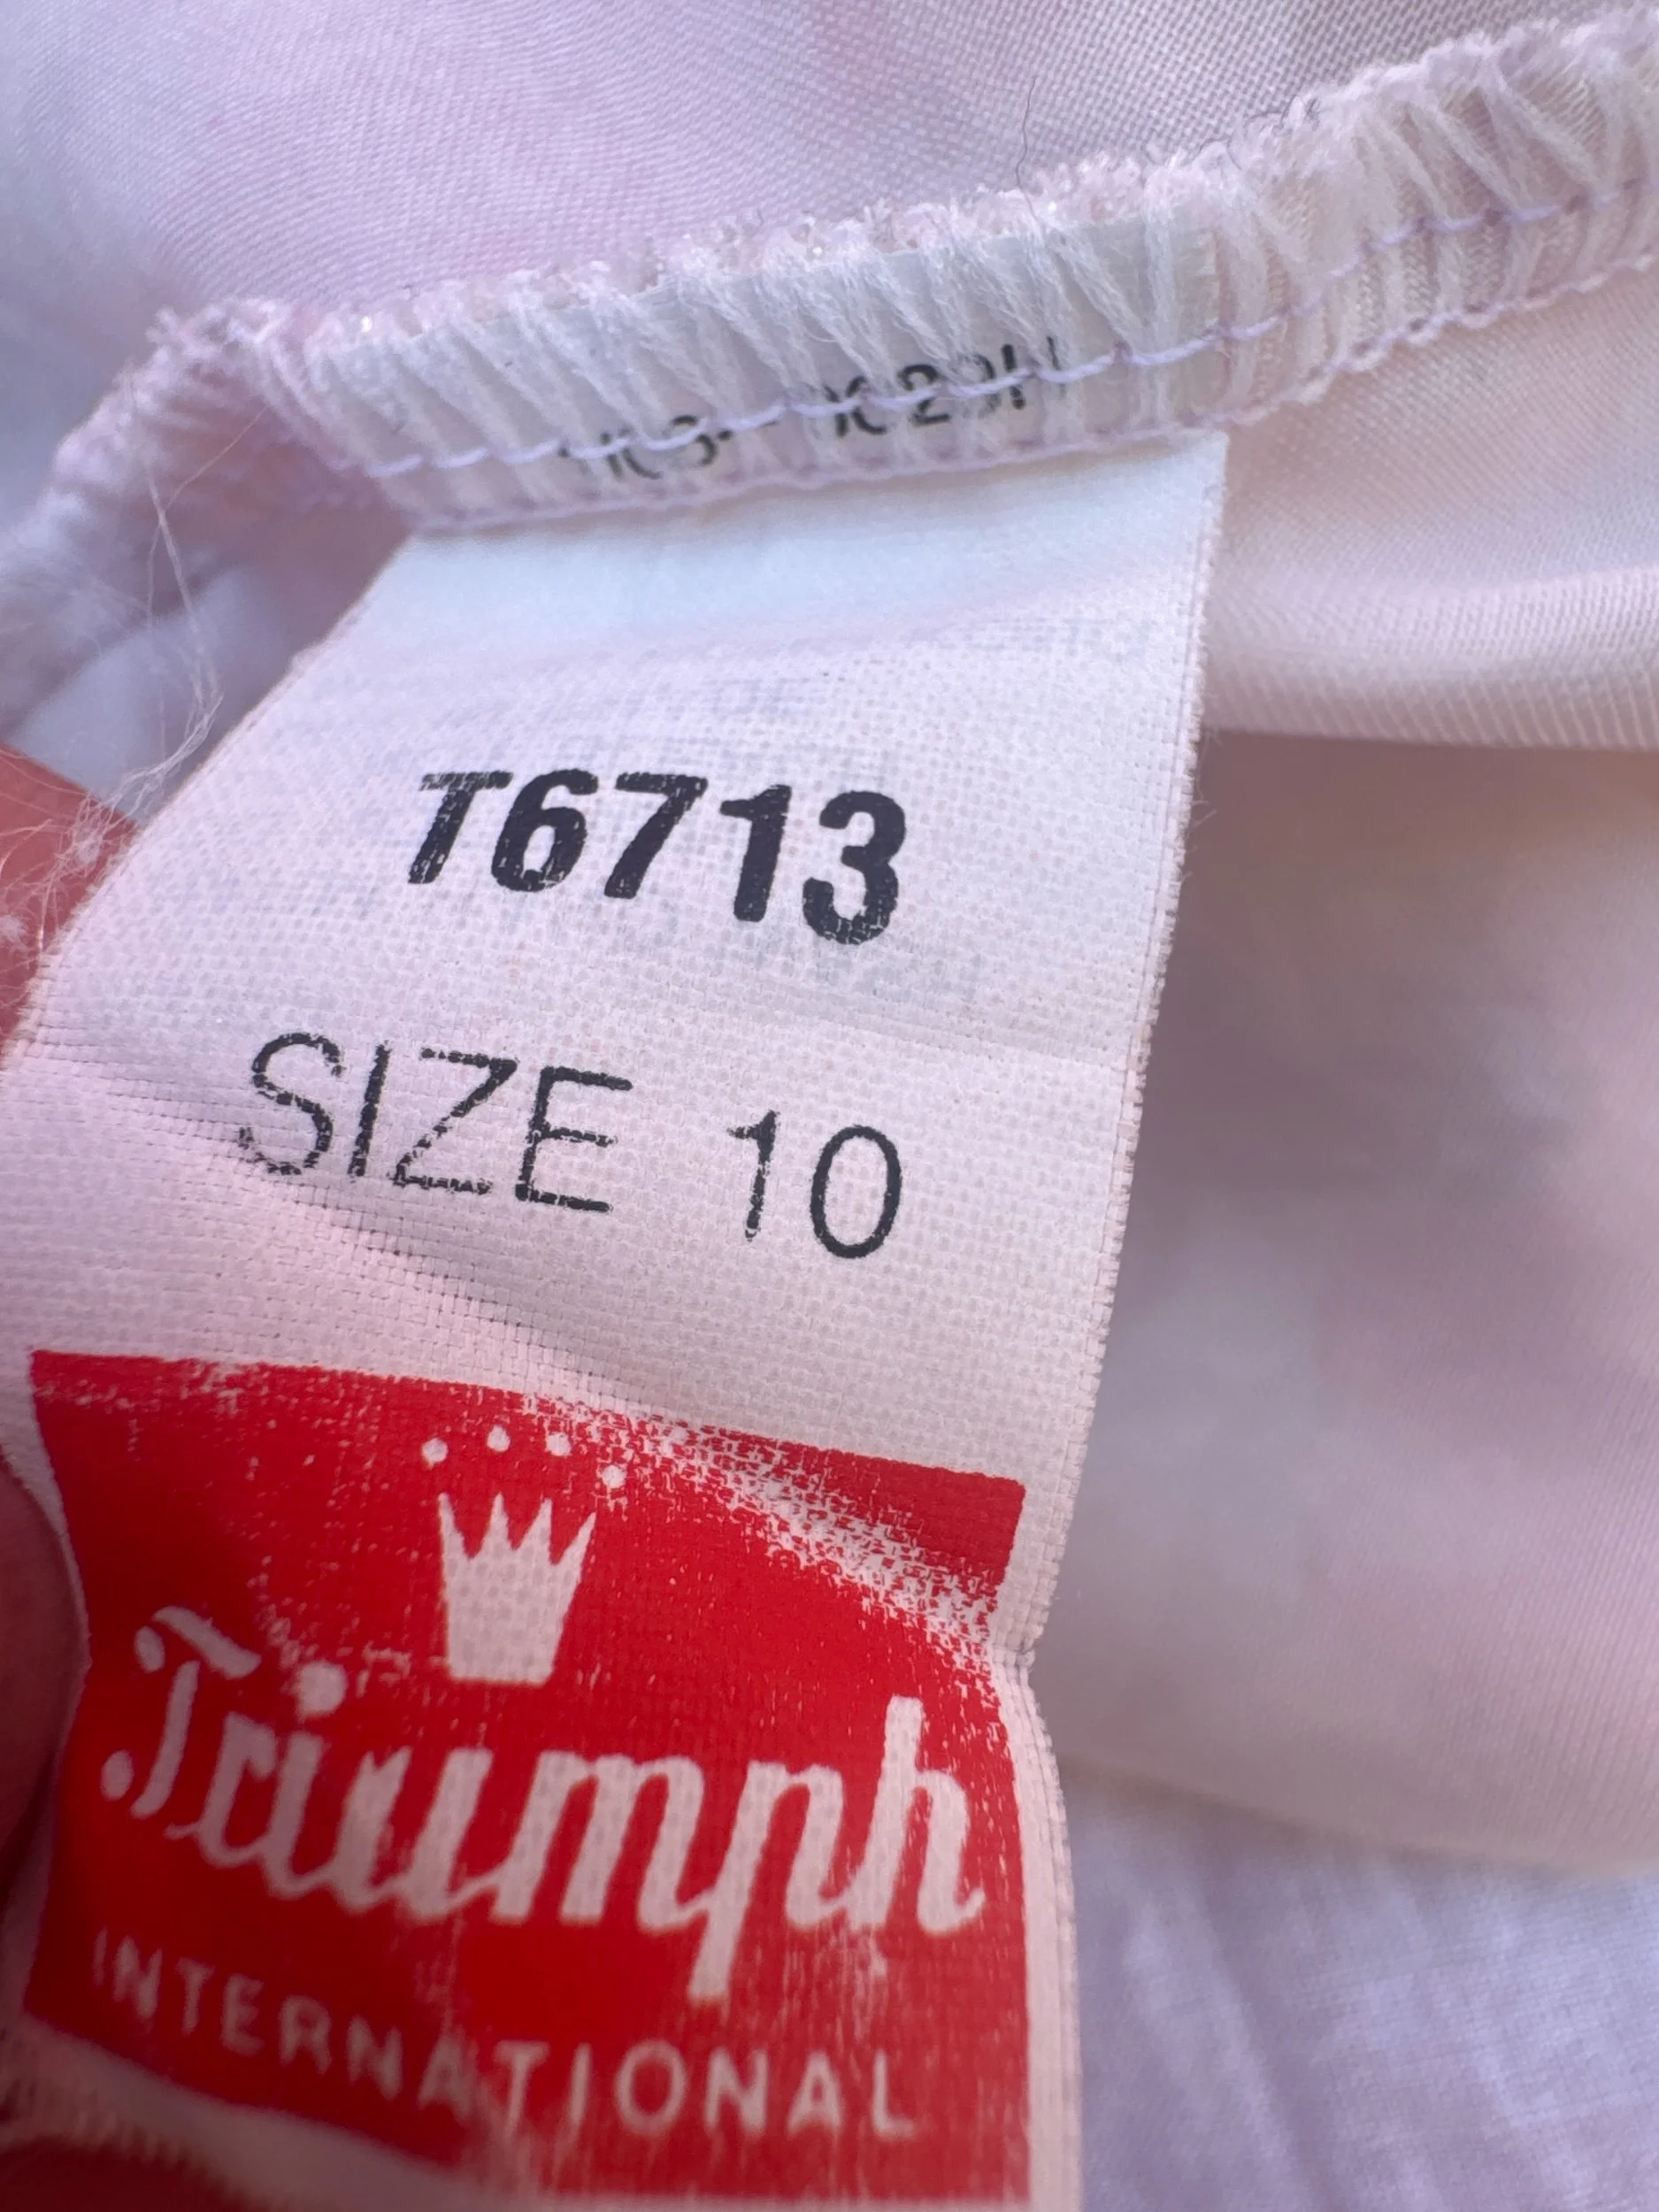 T6713
SIZE 10
Triumph
INTERNATIONAL